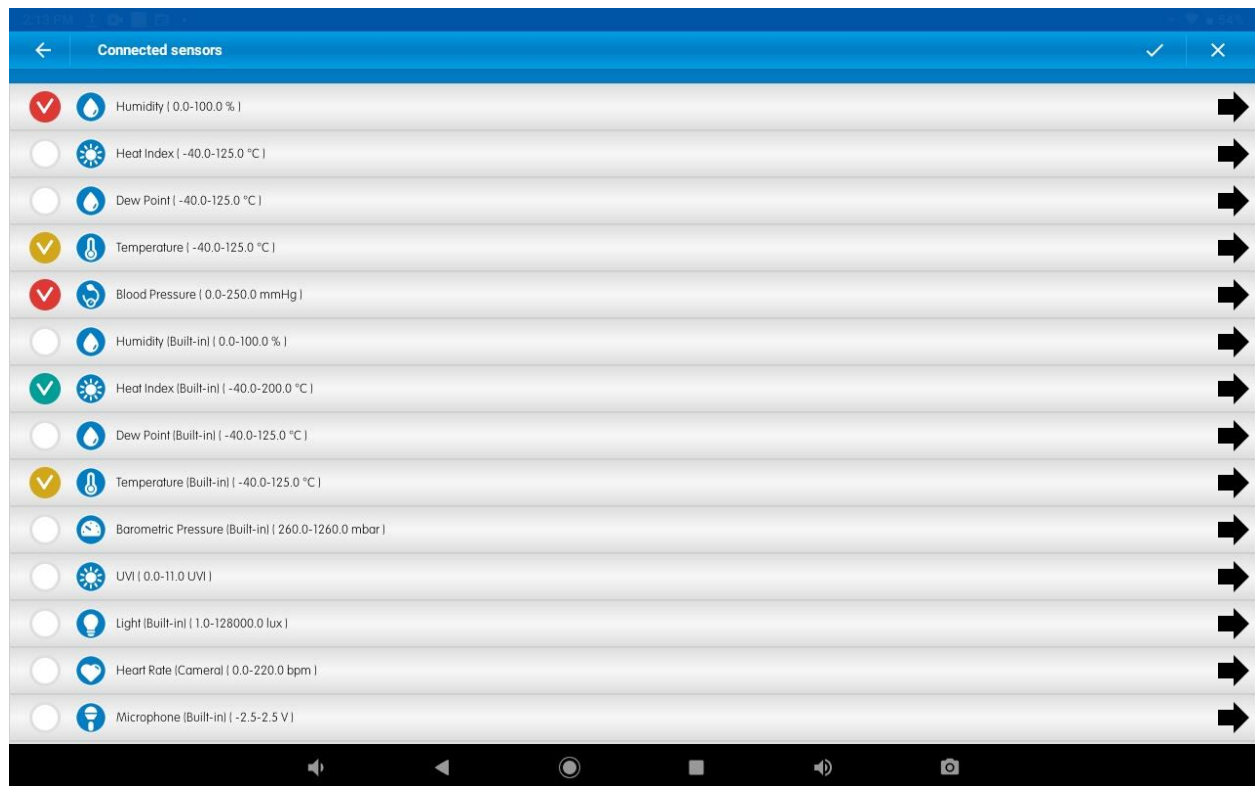 2:13 PM
64%
Connected sensors
Humidity ( 0.0-100.0 % )
Heat Index ( -40.0-125.0 °C )
Dew Point ( -40.0-125.0 °C )
Temperature ( -40.0-125.0 °C )
Blood Pressure ( 0.0-250.0 mmHg )
Humidity (Built-in) ( 0.0-100.0 % )
Heat Index (Built-in) ( -40.0-200.0 °C )
Dew Point (Built-in) ( -40.0-125.0 °C )
Temperature (Built-in) ( -40.0-125.0 °C )
Barometric Pressure (Built-in) ( 260.0-1260.0 mbar )
UVI ( 0.0-11.0 UVI )
Light (Built-in) ( 1.0-128000.0 lux )
Heart Rate (Camera) ( 0.0-220.0 bpm )
Microphone (Built-in) ( -2.5-2.5 V )